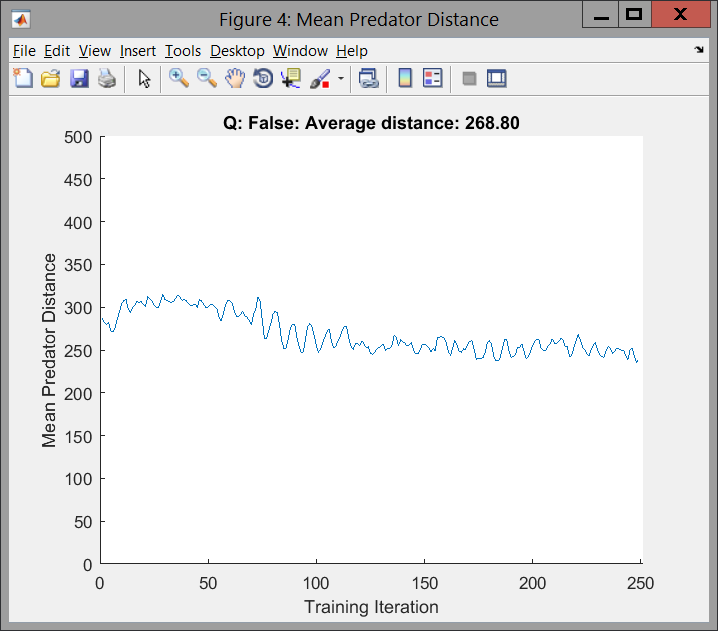 Figure 4: Mean Predator Distance
File Edit View Insert Tools Desktop Window Help
Q: False: Average distance: 268.80
500
450
400
350
300
250
200
150
100
50
0
Mean Predator Distance
0 50 100 150 200 250
Training Iteration